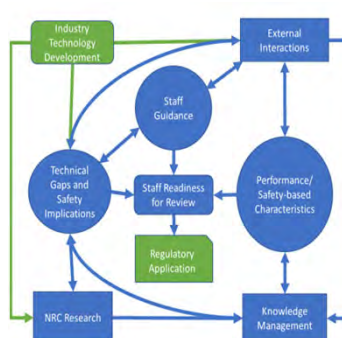 Industry
Technology
Development
External
Interactions
Staff
Guidance
Technical
Gaps and
Safety
Implications
Staff Readiness
for Review
Performance/
Safety-based
Characteristics
Regulatory
Application
NRC Research
Knowledge
Management